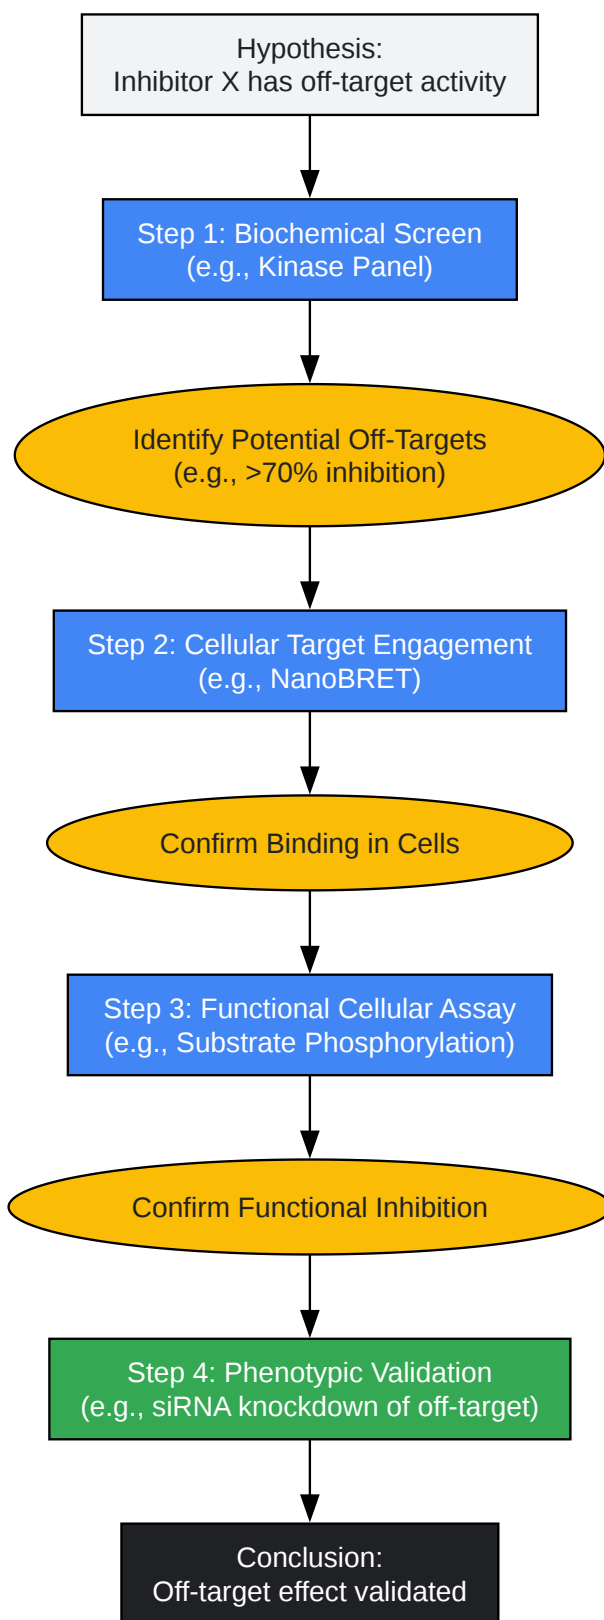 Hypothesis:
Inhibitor X has off-target activity
Step 1: Biochemical Screen
(e.g., Kinase Panel)
Identify Potential Off-Targets
(e.g., >70% inhibition)
Step 2: Cellular Target Engagement
(e.g., NanoBRET)
Confirm Binding in Cells
Step 3: Functional Cellular Assay
(e.g., Substrate Phosphorylation)
Confirm Functional Inhibition
Step 4: Phenotypic Validation
(e.g., siRNA knockdown of off-target)
Conclusion:
Off-target effect validated